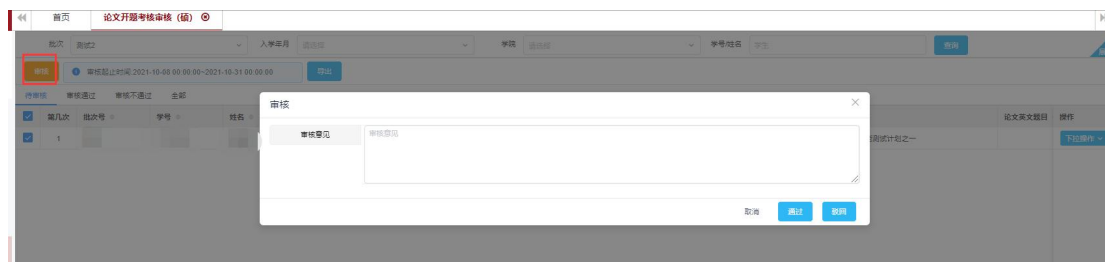 首页 论文开题考核审核（硕）
批次 测试2 入学年月 请选择 学院 请选择 学号/姓名 学生 查询
审核 审核起止时间:2021-10-08 00:00:00~2021-10-31 00:00:00 导出
待审核 审核通过 审核不通过 全部
第几次 批次号 学号 姓名 论文英文题目 操作
1 测试计划之一 下拉操作
审核
审核意见 审核意见
取消 通过 驳回